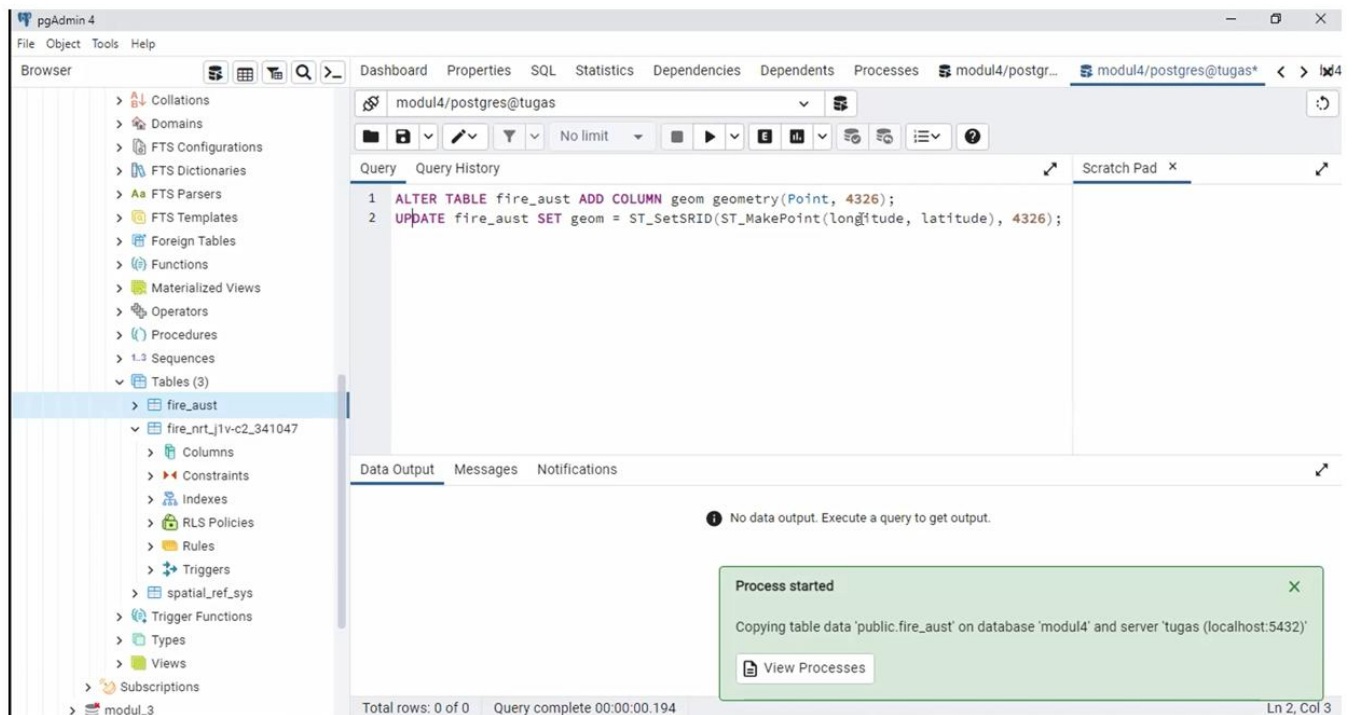 pgAdmin 4
File Object Tools Help
Browser
Dashboard Properties SQL Statistics Dependencies Dependents Processes modul4/postgr... modul4/postgres@tugas*
modul4/postgres@tugas
No limit
Query Query History
Scratch Pad
1 ALTER TABLE fire_aust ADD COLUMN geom geometry(Point, 4326);
2 UPDATE fire_aust SET geom = ST_SetSRID(ST_MakePoint(longitude, latitude), 4326);
Collations
Domains
FTS Configurations
FTS Dictionaries
Aa FTS Parsers
FTS Templates
Foreign Tables
Functions
Materialized Views
Operators
Procedures
1..3 Sequences
Tables (3)
fire_aust
fire_nrt_j1v-c2_341047
Columns
Constraints
Indexes
RLS Policies
Rules
Triggers
spatial_ref_sys
Trigger Functions
Types
Views
Subscriptions
modul_3
Data Output Messages Notifications
No data output. Execute a query to get output.
Process started
Copying table data 'public.fire_aust' on database 'modul4' and server 'tugas (localhost:5432)'
View Processes
Total rows: 0 of 0 Query complete 00:00:00.194
Ln 2, Col 3